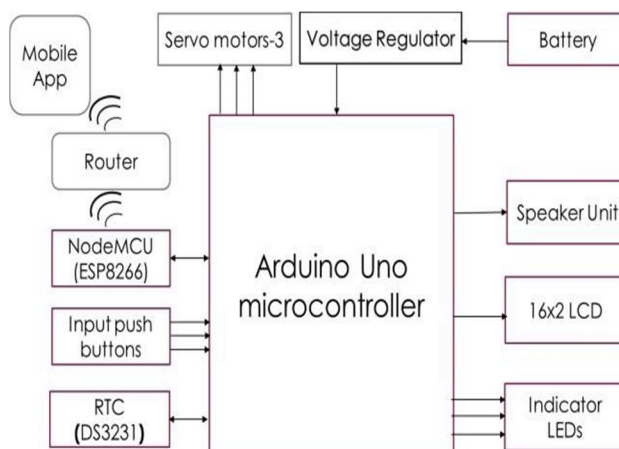 Mobile
App
Servo motors-3
Voltage Regulator
Battery
Router
NodeMCU
(ESP8266)
Input push
buttons
RTC
(DS3231)
Arduino Uno
microcontroller
Speaker Unit
16x2 LCD
Indicator
LEDs